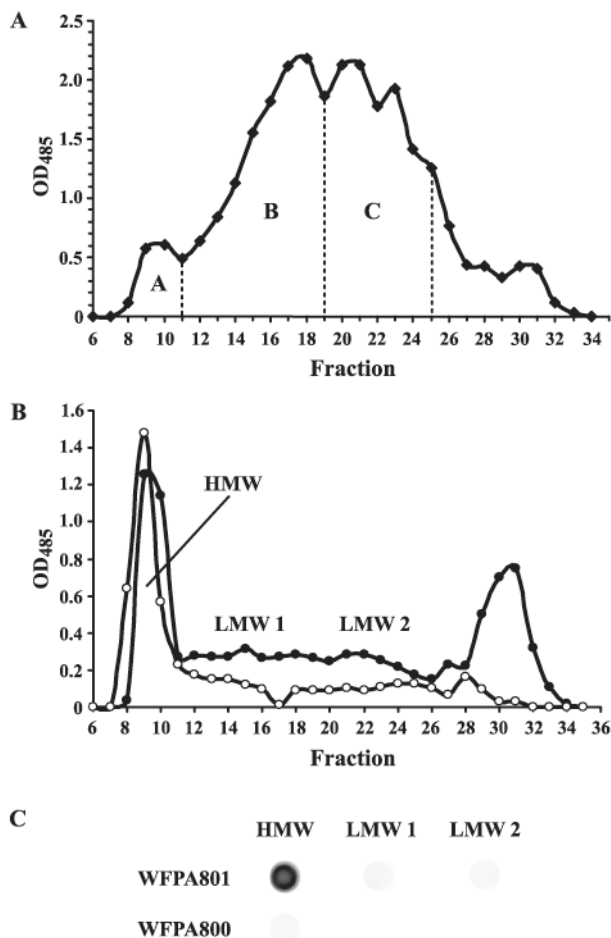 A
2.5
2.0
1.5
1.0
0.5
0
OD485
A
B
C
6 8 10 12 14 16 18 20 22 24 26 28 30 32 34
Fraction
B
1.6
1.4
1.2
1.0
0.8
0.6
0.4
0.2
0
OD485
HMW
LMW 1 LMW 2
6 8 10 12 14 16 18 20 22 24 26 28 30 32 34 36
Fraction
C
HMW LMW 1 LMW 2
WFPA801
WFPA800